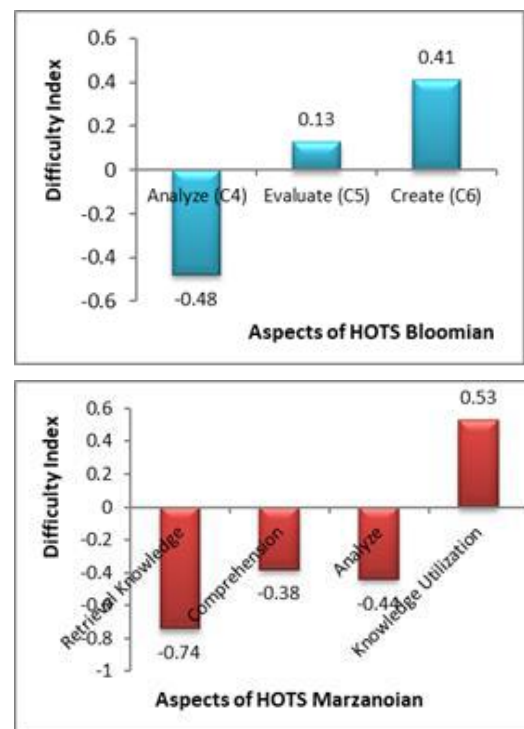 0.6
0.4
0.2
0
-0.2
-0.4
-0.6
Difficulty Index
-0.48
0.13
0.41
Analyze (C4)
Evaluate (C5)
Create (C6)
Aspects of HOTS Bloomian
0.6
0.4
0.2
0
-0.2
-0.4
-0.6
-0.8
-1
Difficulty Index
-0.74
-0.38
-0.44
0.53
Retrieval Knowledge
Comprehension
Analyze
Knowledge Utilization
Aspects of HOTS Marzanoian